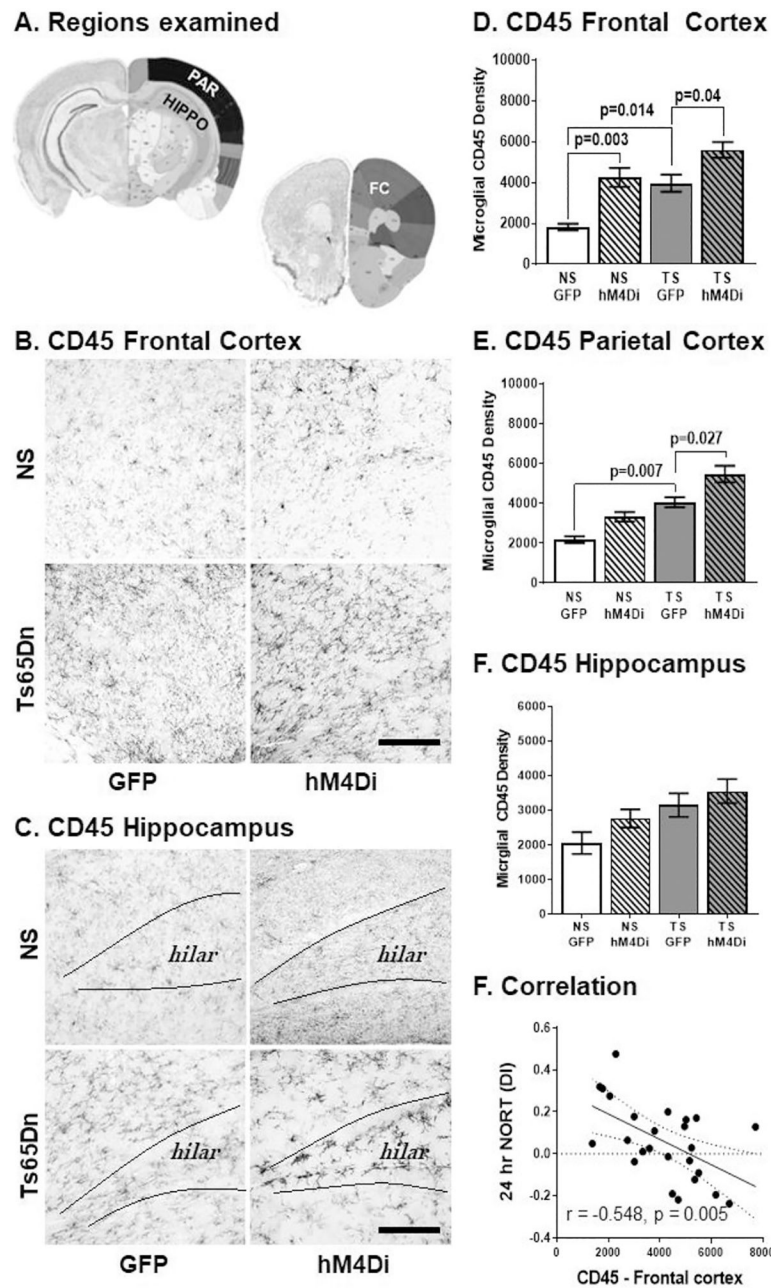 A. Regions examined
PAR
HIPPO
FC
B. CD45 Frontal Cortex
NS
Ts65Dn
GFP
hM4Di
C. CD45 Hippocampus
NS
hilar
hilar
Ts65Dn
hilar
hilar
GFP
hM4Di
D. CD45 Frontal Cortex
Microglial CD45 Density
10000
8000
6000
4000
2000
0
p=0.04
p=0.014
p=0.003
NS NS TS TS
GFP hM4Di GFP hM4Di
E. CD45 Parietal Cortex
Microglial CD45 Density
10000
8000
6000
4000
2000
0
p=0.027
p=0.007
NS NS TS TS
GFP hM4Di GFP hM4Di
F. CD45 Hippocampus
Micrglial CD45 Density
6000
5000
4000
3000
2000
1000
0
NS NS TS TS
GFP hM4Di GFP hM4Di
F. Correlation
24 hr NORT (DI)
0.6
0.4
0.2
0.0
-0.2
-0.4
r = -0.548, p = 0.005
0 2000 4000 6000 8000
CD45 - Frontal cortex